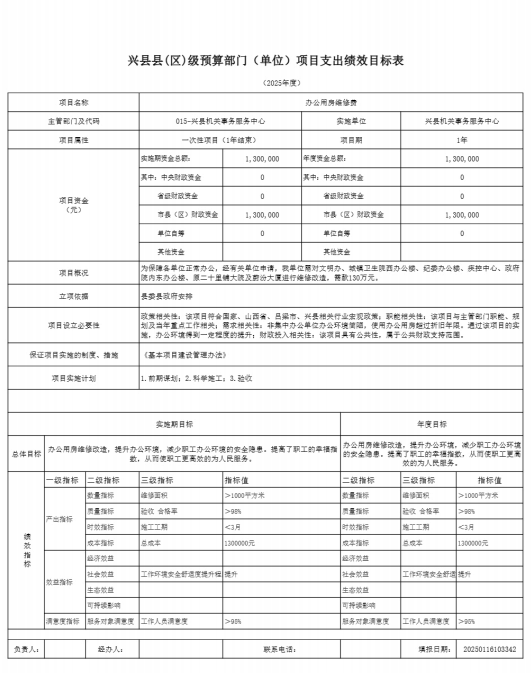 兴县县(区)级预算部门（单位）项目支出绩效目标表
（2025年度）
项目名称 办公用房维修费
主管部门及代码 015-兴县机关事务服务中心 实施单位 兴县机关事务服务中心
项目属性 一次性项目（1年结束） 项目期 1年
项目资金（元）
实施期资金总额： 1,300,000 年度资金总额： 1,300,000
其中：中央财政资金 0 其中：中央财政资金 0
省级财政资金 0 省级财政资金 0
市县（区）财政资金 1,300,000 市县（区）财政资金 1,300,000
单位自筹 0 单位自筹 0
其他资金 其他资金
项目概况 为保障各单位正常办公，经有关单位申请，我单位需对文明办、城镇卫生院西办公楼、纪委办公楼、疾控中心、政府
院内东办公楼、原二十里铺大院及蔚汾大厦进行维修改造，需款130万元。
立项依据 县委县政府安排
项目设立必要性 政策相关性：该项目符合国家、山西省、吕梁市、兴县相关行业宏观政策；职能相关性：该项目与主管部门职能、规
划及当年重点工作相关；需求相关性：非集中办公单位办公环境简陋，使用办公用房超过折旧年限。通过该项目的实
施，办公环境得到一定程度的提升；财政投入相关性：该项目具有公共性，属于公共财政支持范围。
保证项目实施的制度、措施 《基本项目建设管理办法》
项目实施计划 1.前期谋划；2.科学施工；3.验收
实施期目标 年度目标
总体目标
办公用房维修改造，提升办公环境，减少职工办公环境的安全隐患。提高了职工的幸福指
数，从而使职工更高效的为人民服务。
办公用房维修改造，提升办公环境，减少职工办公环境
的安全隐患。提高了职工的幸福指数，从而使职工更高
效的为人民服务。
绩效指标
一级指标 二级指标 三级指标 指标值 二级指标 三级指标 指标值
产出指标
数量指标 维修面积 >1000平方米 数量指标 维修面积 >1000平方米
质量指标 验收 合格率 >98% 质量指标 验收 合格率 >98%
时效指标 施工工期 <3月 时效指标 施工工期 <3月
成本指标 总成本 1300000元 成本指标 总成本 1300000元
效益指标
经济效益 经济效益
社会效益 工作环境安全舒适度提升程 提升 社会效益 工作环境安全舒适 提升
生态效益 生态效益
可持续影响 可持续影响
满意度指标 服务对象满意度 工作人员满意度 >95% 服务对象满意度 工作人员满意度 >95%
负责人： 经办人： 联系电话： 填报日期： 20250116103342